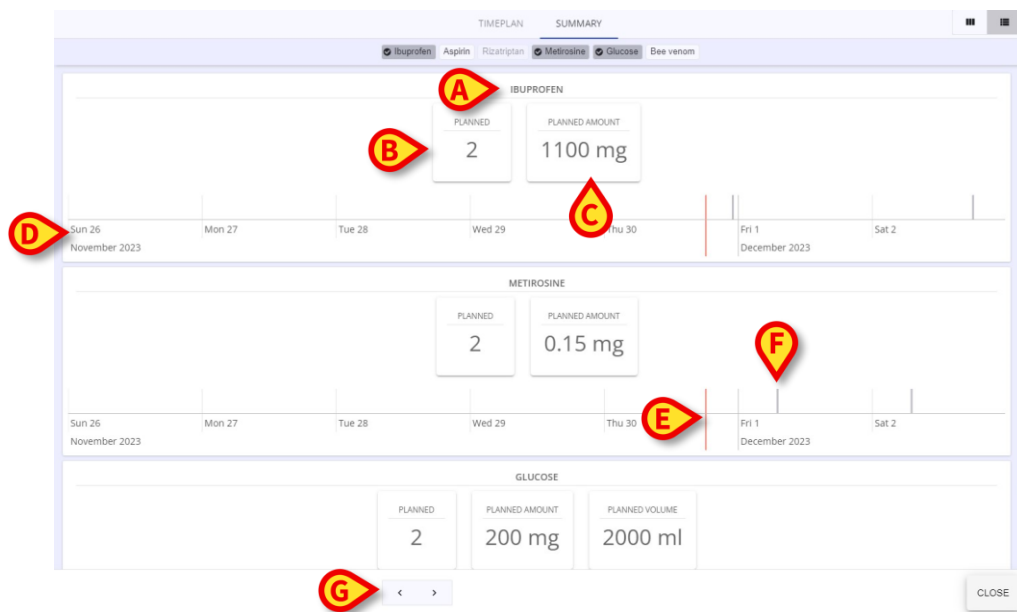 TIMEPLAN SUMMARY
Ibuprofen Aspirin Rizatriptan Metirosine Glucose Bee venom
A IBUPROFEN
PLANNED PLANNED AMOUNT
B 2 1100 mg
C
D Sun 26 Mon 27 Tue 28 Wed 29 Thu 30 Fri 1 Sat 2
November 2023 December 2023
METIROSINE
PLANNED PLANNED AMOUNT
2 0.15 mg
F
E
Sun 26 Mon 27 Tue 28 Wed 29 Thu 30 Fri 1 Sat 2
November 2023 December 2023
GLUCOSE
PLANNED PLANNED AMOUNT PLANNED VOLUME
2 200 mg 2000 ml
G < > CLOSE